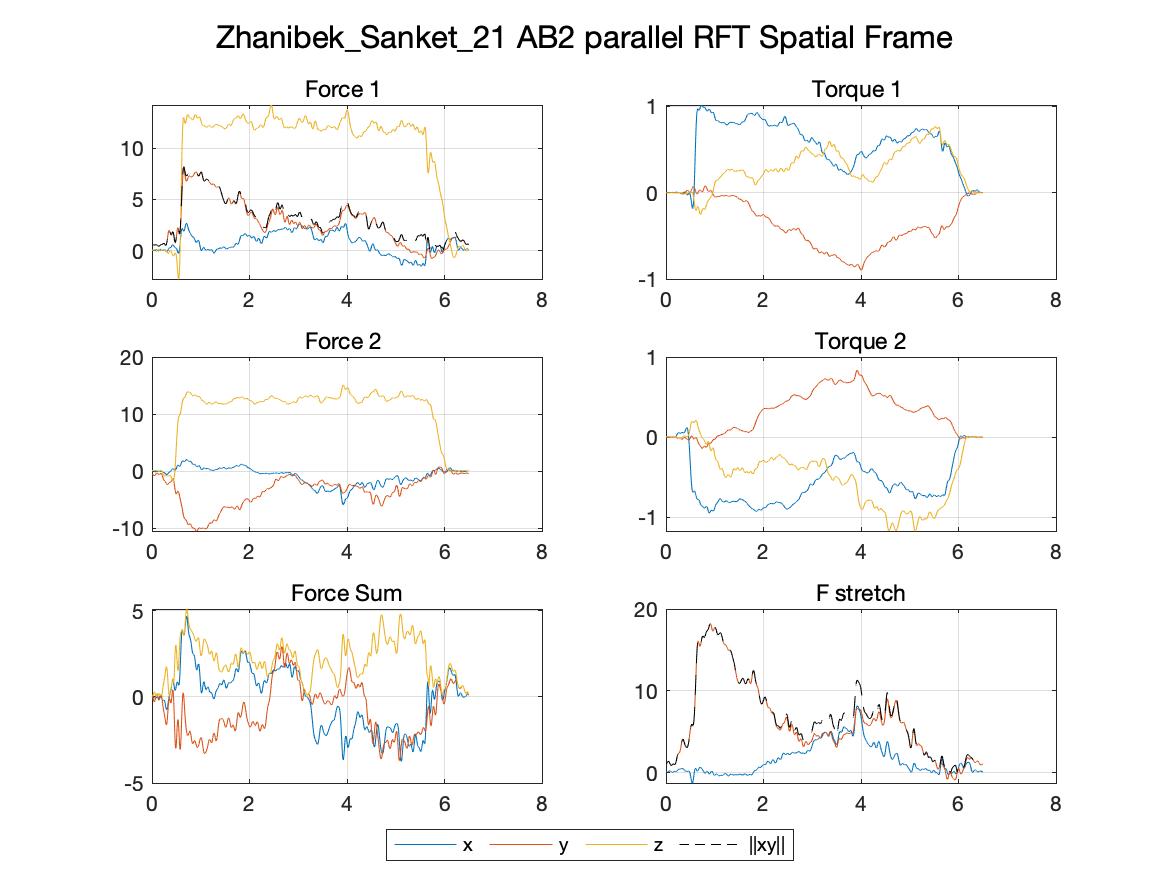 Zhanibek_Sanket_21 AB2 parallel RFT Spatial Frame
Force 1
10
5
0
0 2 4 6 8
Torque 1
1
0
-1
0 2 4 6 8
Force 2
20
10
0
-10
0 2 4 6 8
Torque 2
1
0
-1
0 2 4 6 8
Force Sum
5
0
-5
0 2 4 6 8
F stretch
20
10
0
0 2 4 6 8
x y z ||xy||